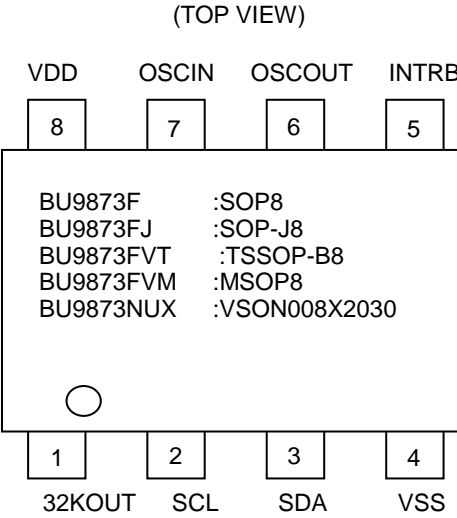 (TOP VIEW)
VDD OSCIN OSCOUT INTRB
8 7 6 5
BU9873F :SOP8
BU9873FJ :SOP-J8
BU9873FVT :TSSOP-B8
BU9873FVM :MSOP8
BU9873NUX :VSON008X2030
1 2 3 4
32KOUT SCL SDA VSS